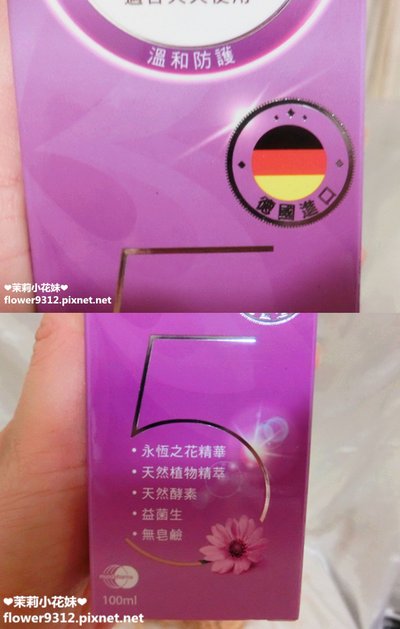 適合天天使用
溫和防護
德國進口
❤茉莉小花妹❤
flower9312.pixnet.net
5
• 永恆之花精華
• 天然植物精萃
• 天然酵素
• 益菌生
• 無皂鹼
100ml
❤茉莉小花妹❤
flower9312.pixnet.net